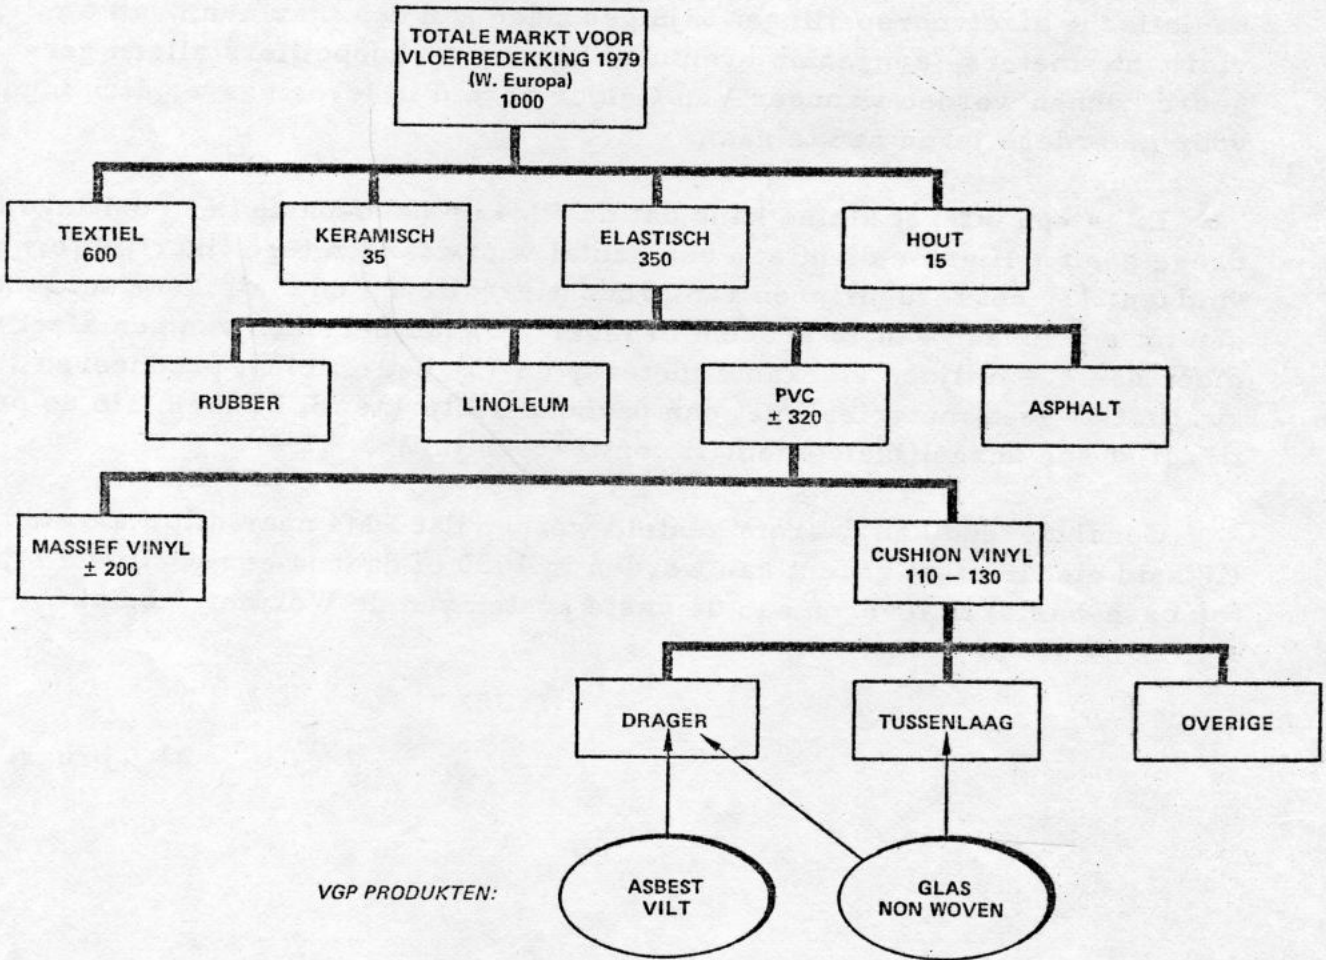 TOTALE MARKT VOOR
VLOERBEDEKKING 1979
(W. Europa)
1000
TEXTIEL
600
KERAMISCH
35
ELASTISCH
350
HOUT
15
RUBBER
LINOLEUM
PVC
± 320
ASPHALT
MASSIEF VINYL
± 200
CUSHION VINYL
110 – 130
DRAGER
TUSSENLAAG
OVERIGE
VGP PRODUKTEN:
ASBEST
VILT
GLAS
NON WOVEN